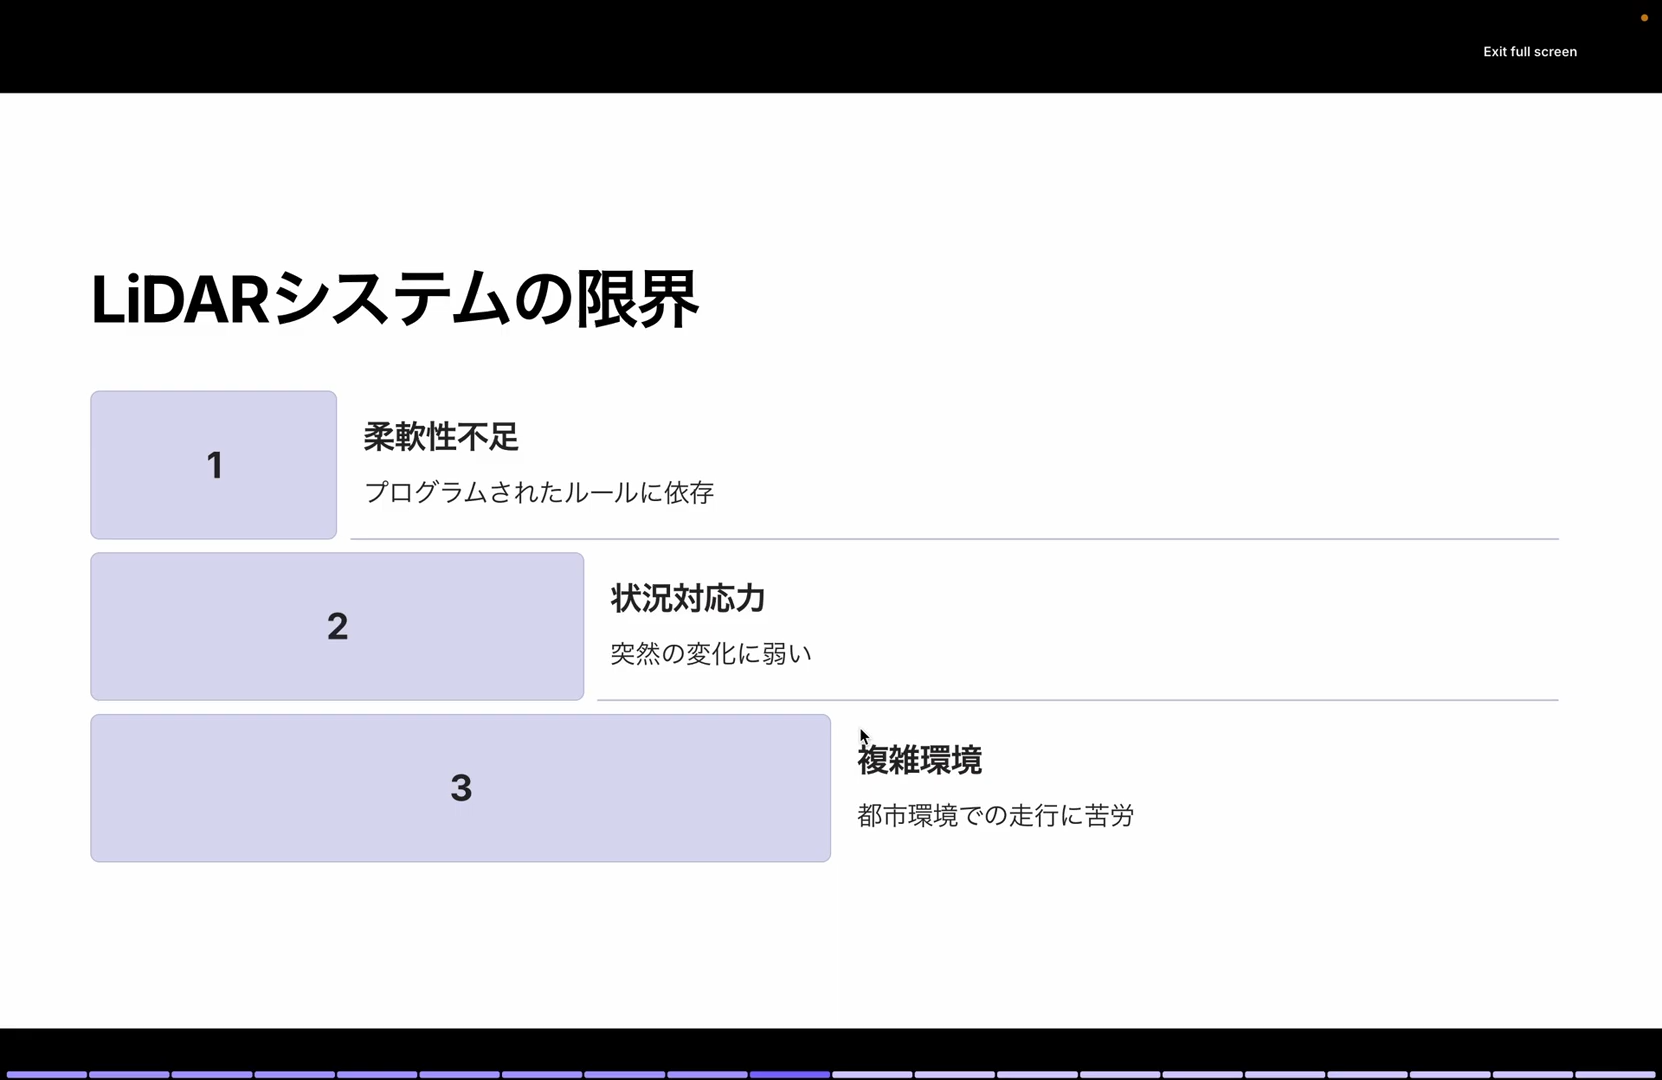 Exit full screen
LiDARシステムの限界
1
柔軟性不足
プログラムされたルールに依存
2
状況対応力
突然の変化に弱い
3
複雑環境
都市環境での走行に苦労